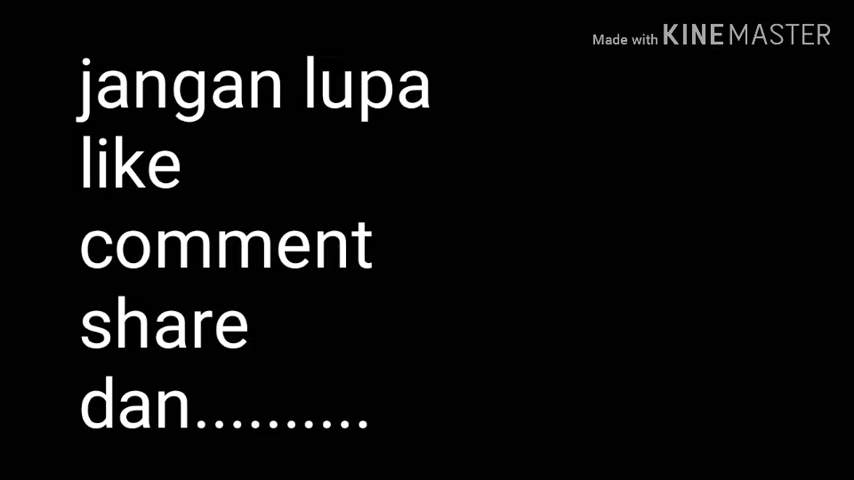 Made with KINEMASTER
jangan lupa
like
comment
share
dan..........